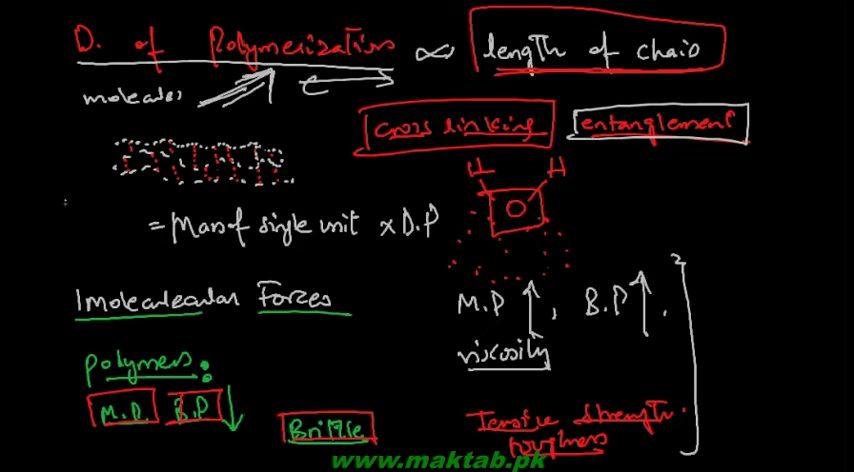 D. of Polymerization ∝ length of chain
molecules
cross linking entanglement
H H
O
= Mass of single unit x D.P
Imolecalecular Forces
M.P ↑, B.P ↑.
viscosity
polymers:
M.P. B.P ↓
Brittle
Tensile strength.
toughness
www.maktab.pk